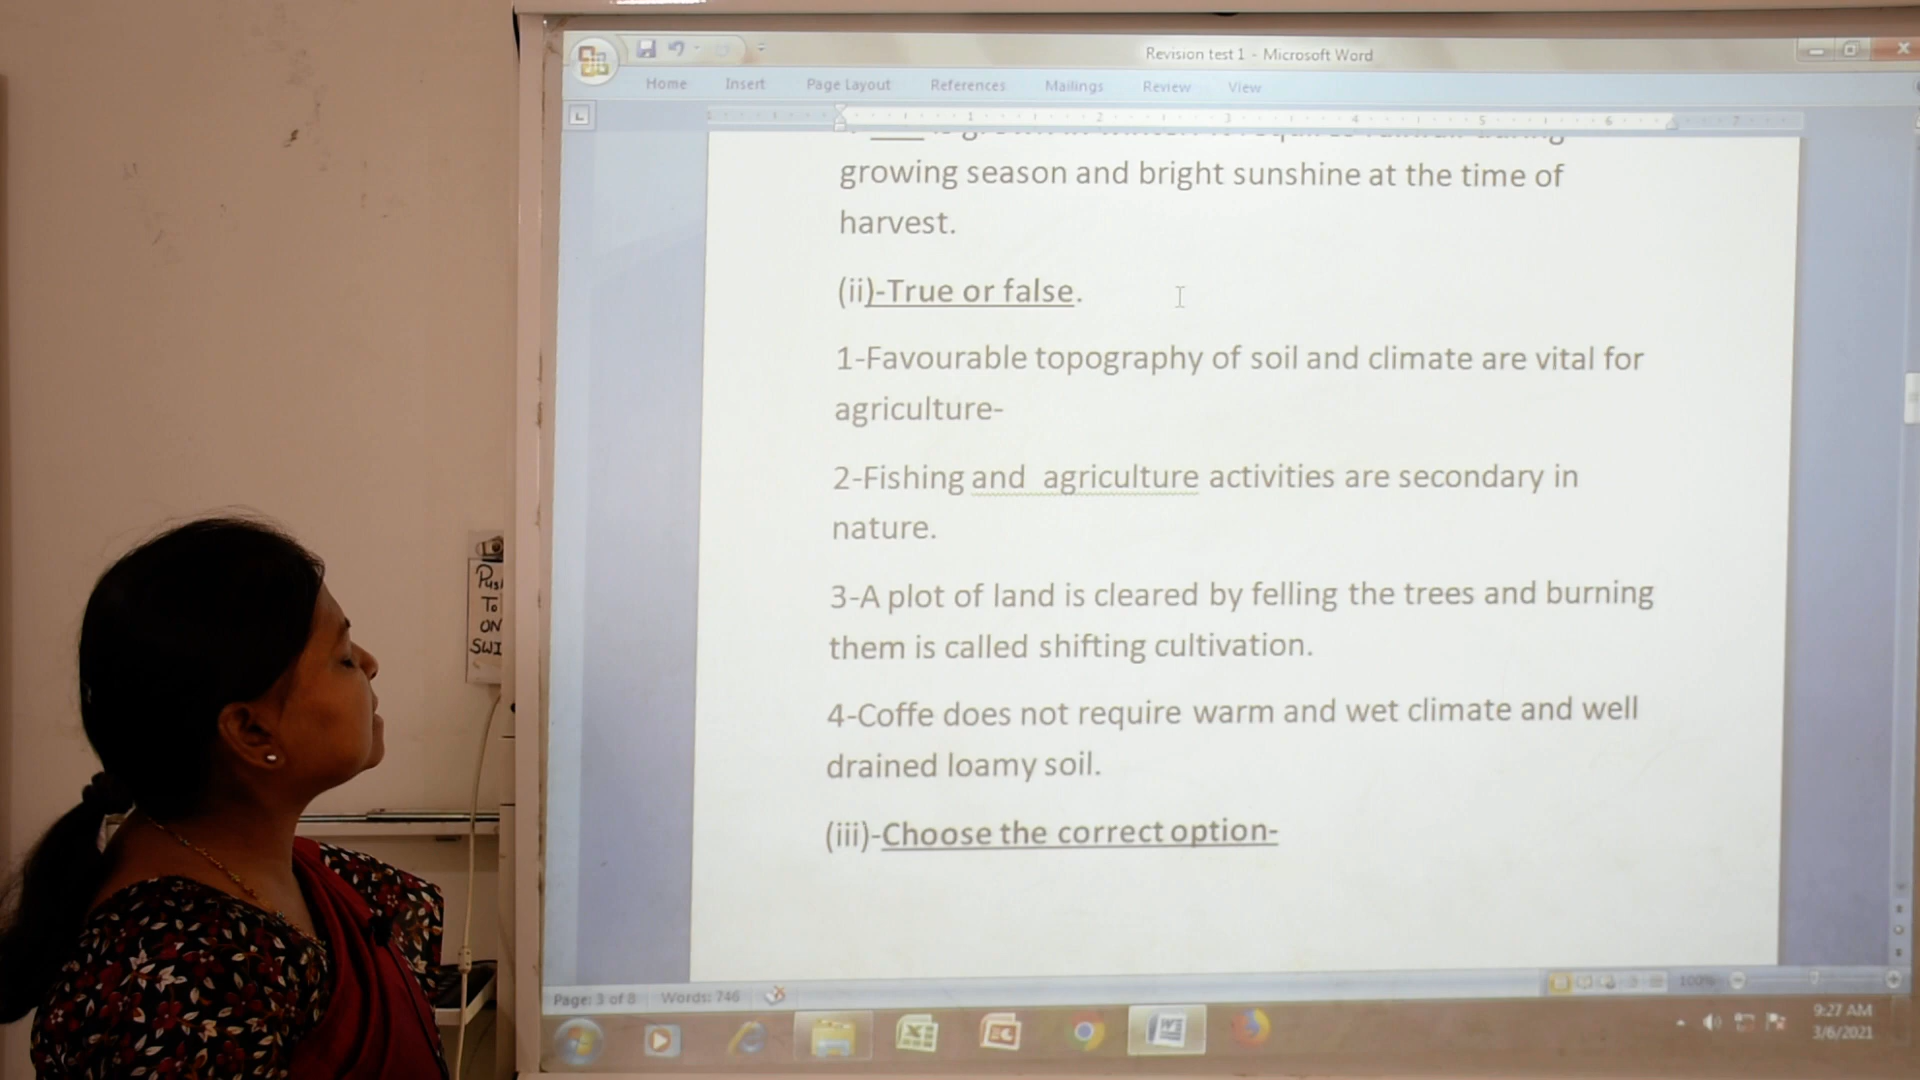 Revision test 1 - Microsoft Word
Home Insert Page Layout References Mailings Review View
growing season and bright sunshine at the time of
harvest.
(ii)-True or false.
1-Favourable topography of soil and climate are vital for
agriculture-
2-Fishing and agriculture activities are secondary in
nature.
3-A plot of land is cleared by felling the trees and burning
them is called shifting cultivation.
4-Coffe does not require warm and wet climate and well
drained loamy soil.
(iii)-Choose the correct option-
Page: 3 of 8 Words: 746
100%
9:27 AM
3/6/2021
To
ON